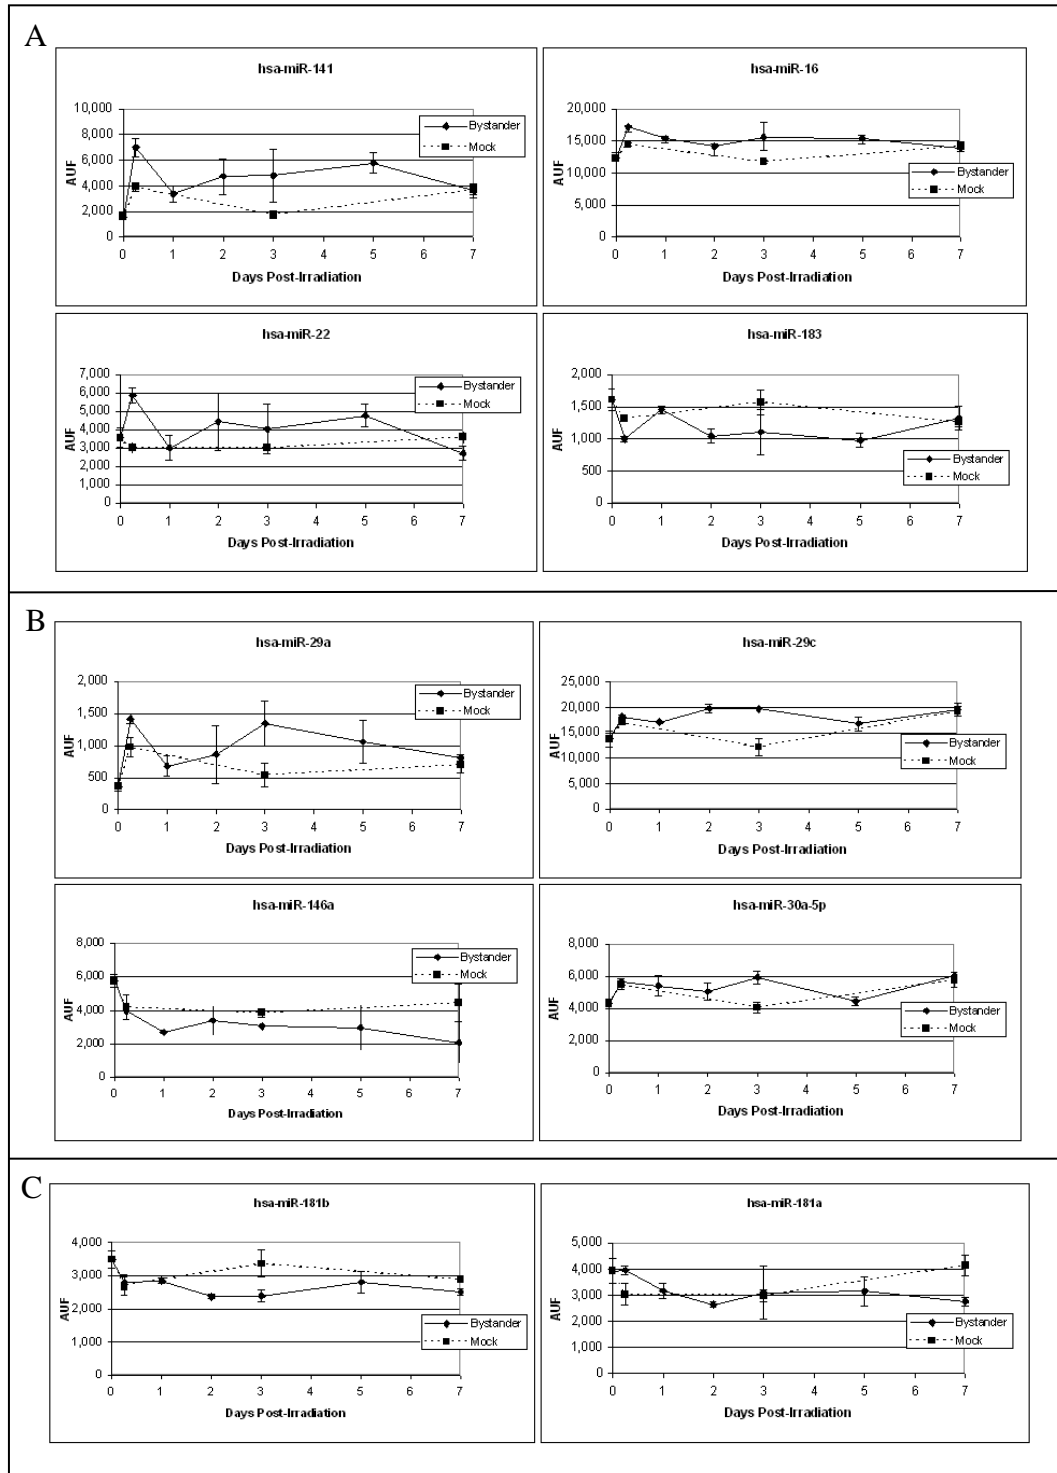 A
hsa-miR-141
10,000
8,000
6,000
4,000
2,000
0
AUF
0 1 2 3 4 5 6 7
Days Post-Irradiation
Bystander
Mock
hsa-miR-16
20,000
15,000
10,000
5,000
0
AUF
0 1 2 3 4 5 6 7
Days Post-Irradiation
Bystander
Mock
hsa-miR-22
7,000
6,000
5,000
4,000
3,000
2,000
1,000
0
AUF
0 1 2 3 4 5 6 7
Days Post-Irradiation
Bystander
Mock
hsa-miR-183
2,000
1,500
1,000
500
0
AUF
0 1 2 3 4 5 6 7
Days Post-Irradiation
Bystander
Mock
B
hsa-miR-29a
2,000
1,500
1,000
500
0
AUF
0 1 2 3 4 5 6 7
Days Post-Irradiation
Bystander
Mock
hsa-miR-29c
25,000
20,000
15,000
10,000
5,000
0
AUF
0 1 2 3 4 5 6 7
Days Post-Irradiation
Bystander
Mock
hsa-miR-146a
8,000
6,000
4,000
2,000
0
AUF
0 1 2 3 4 5 6 7
Days Post-Irradiation
Bystander
Mock
hsa-miR-30a-5p
8,000
6,000
4,000
2,000
0
AUF
0 1 2 3 4 5 6 7
Days Post-Irradiation
Bystander
Mock
C
hsa-miR-181b
4,000
3,000
2,000
1,000
0
AUF
0 1 2 3 4 5 6 7
Days Post-Irradiation
Bystander
Mock
hsa-miR-181a
5,000
4,000
3,000
2,000
1,000
0
AUF
0 1 2 3 4 5 6 7
Days Post-Irradiation
Bystander
Mock